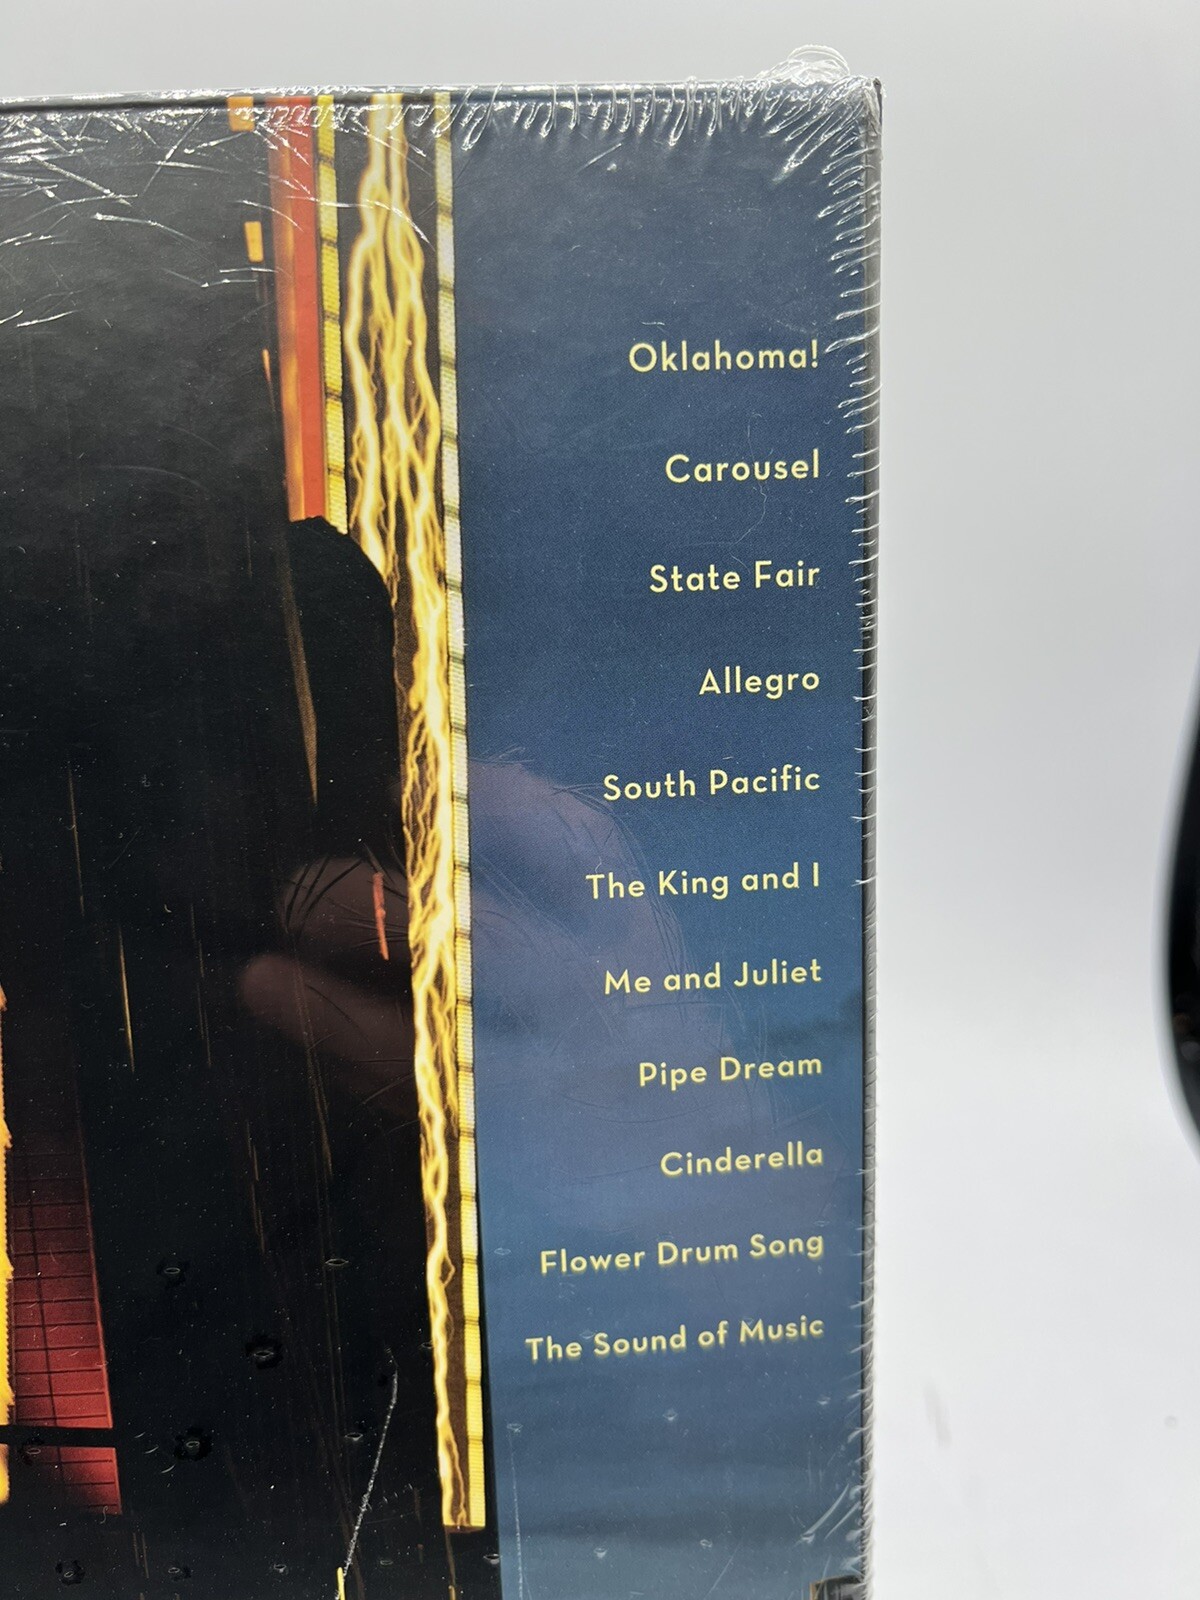 Oklahoma!
Carousel
State Fair
Allegro
South Pacific
The King and I
Me and Juliet
Pipe Dream
Cinderella
Flower Drum Song
The Sound of Music